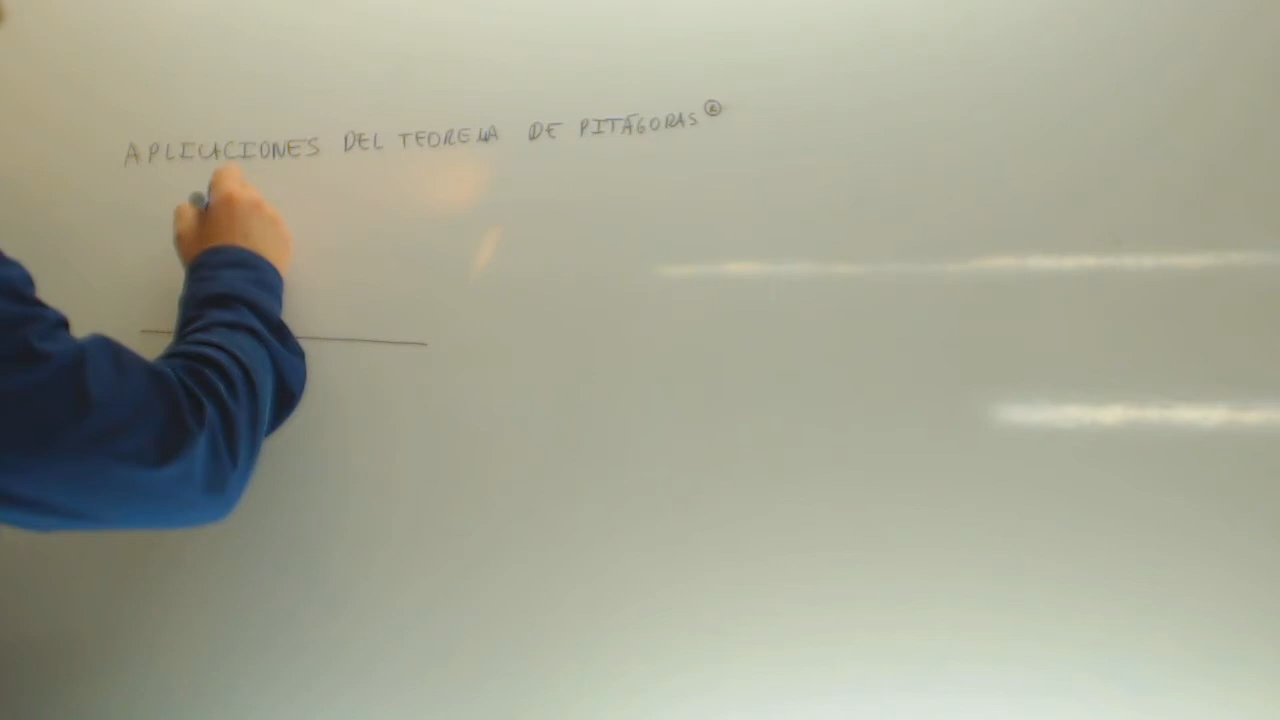 APLICACIONES DEL TEOREMA DE PITÁGORAS ②